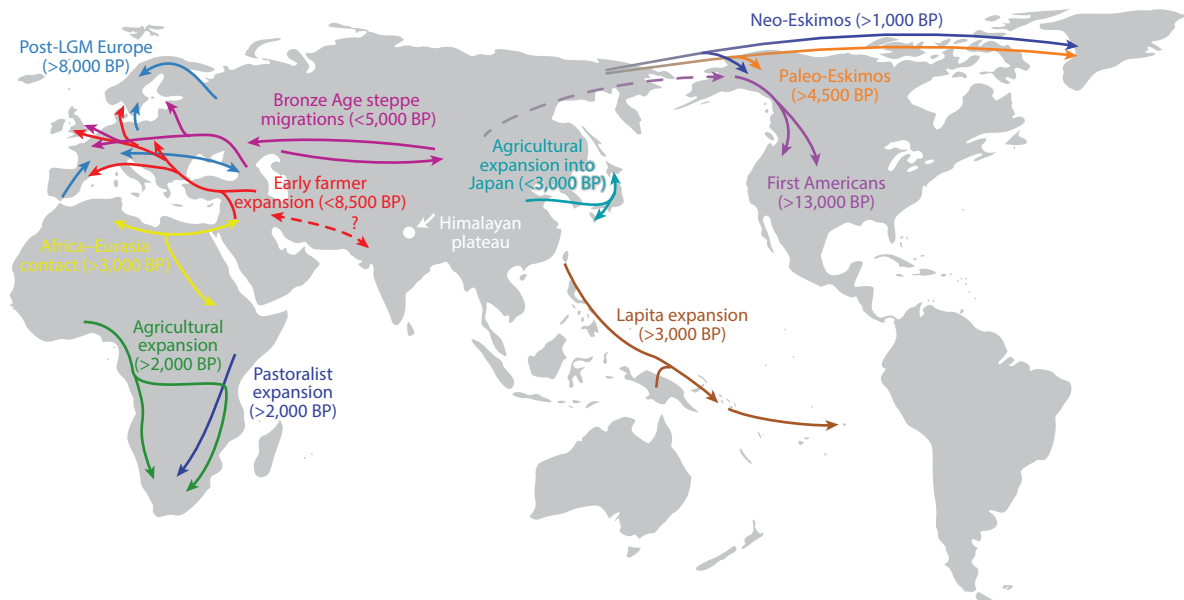 Neo-Eskimos (>1,000 BP)
Post-LGM Europe
(>8,000 BP)
Paleo-Eskimos
(>4,500 BP)
Bronze Age steppe
migrations (<5,000 BP)
Agricultural
expansion into
Japan (<3,000 BP)
First Americans
(>13,000 BP)
Early farmer
expansion (<8,500 BP)
?
Himalayan
plateau
Africa–Eurasia
contact (>3,000 BP)
Lapita expansion
(>3,000 BP)
Agricultural
expansion
(>2,000 BP)
Pastoralist
expansion
(>2,000 BP)